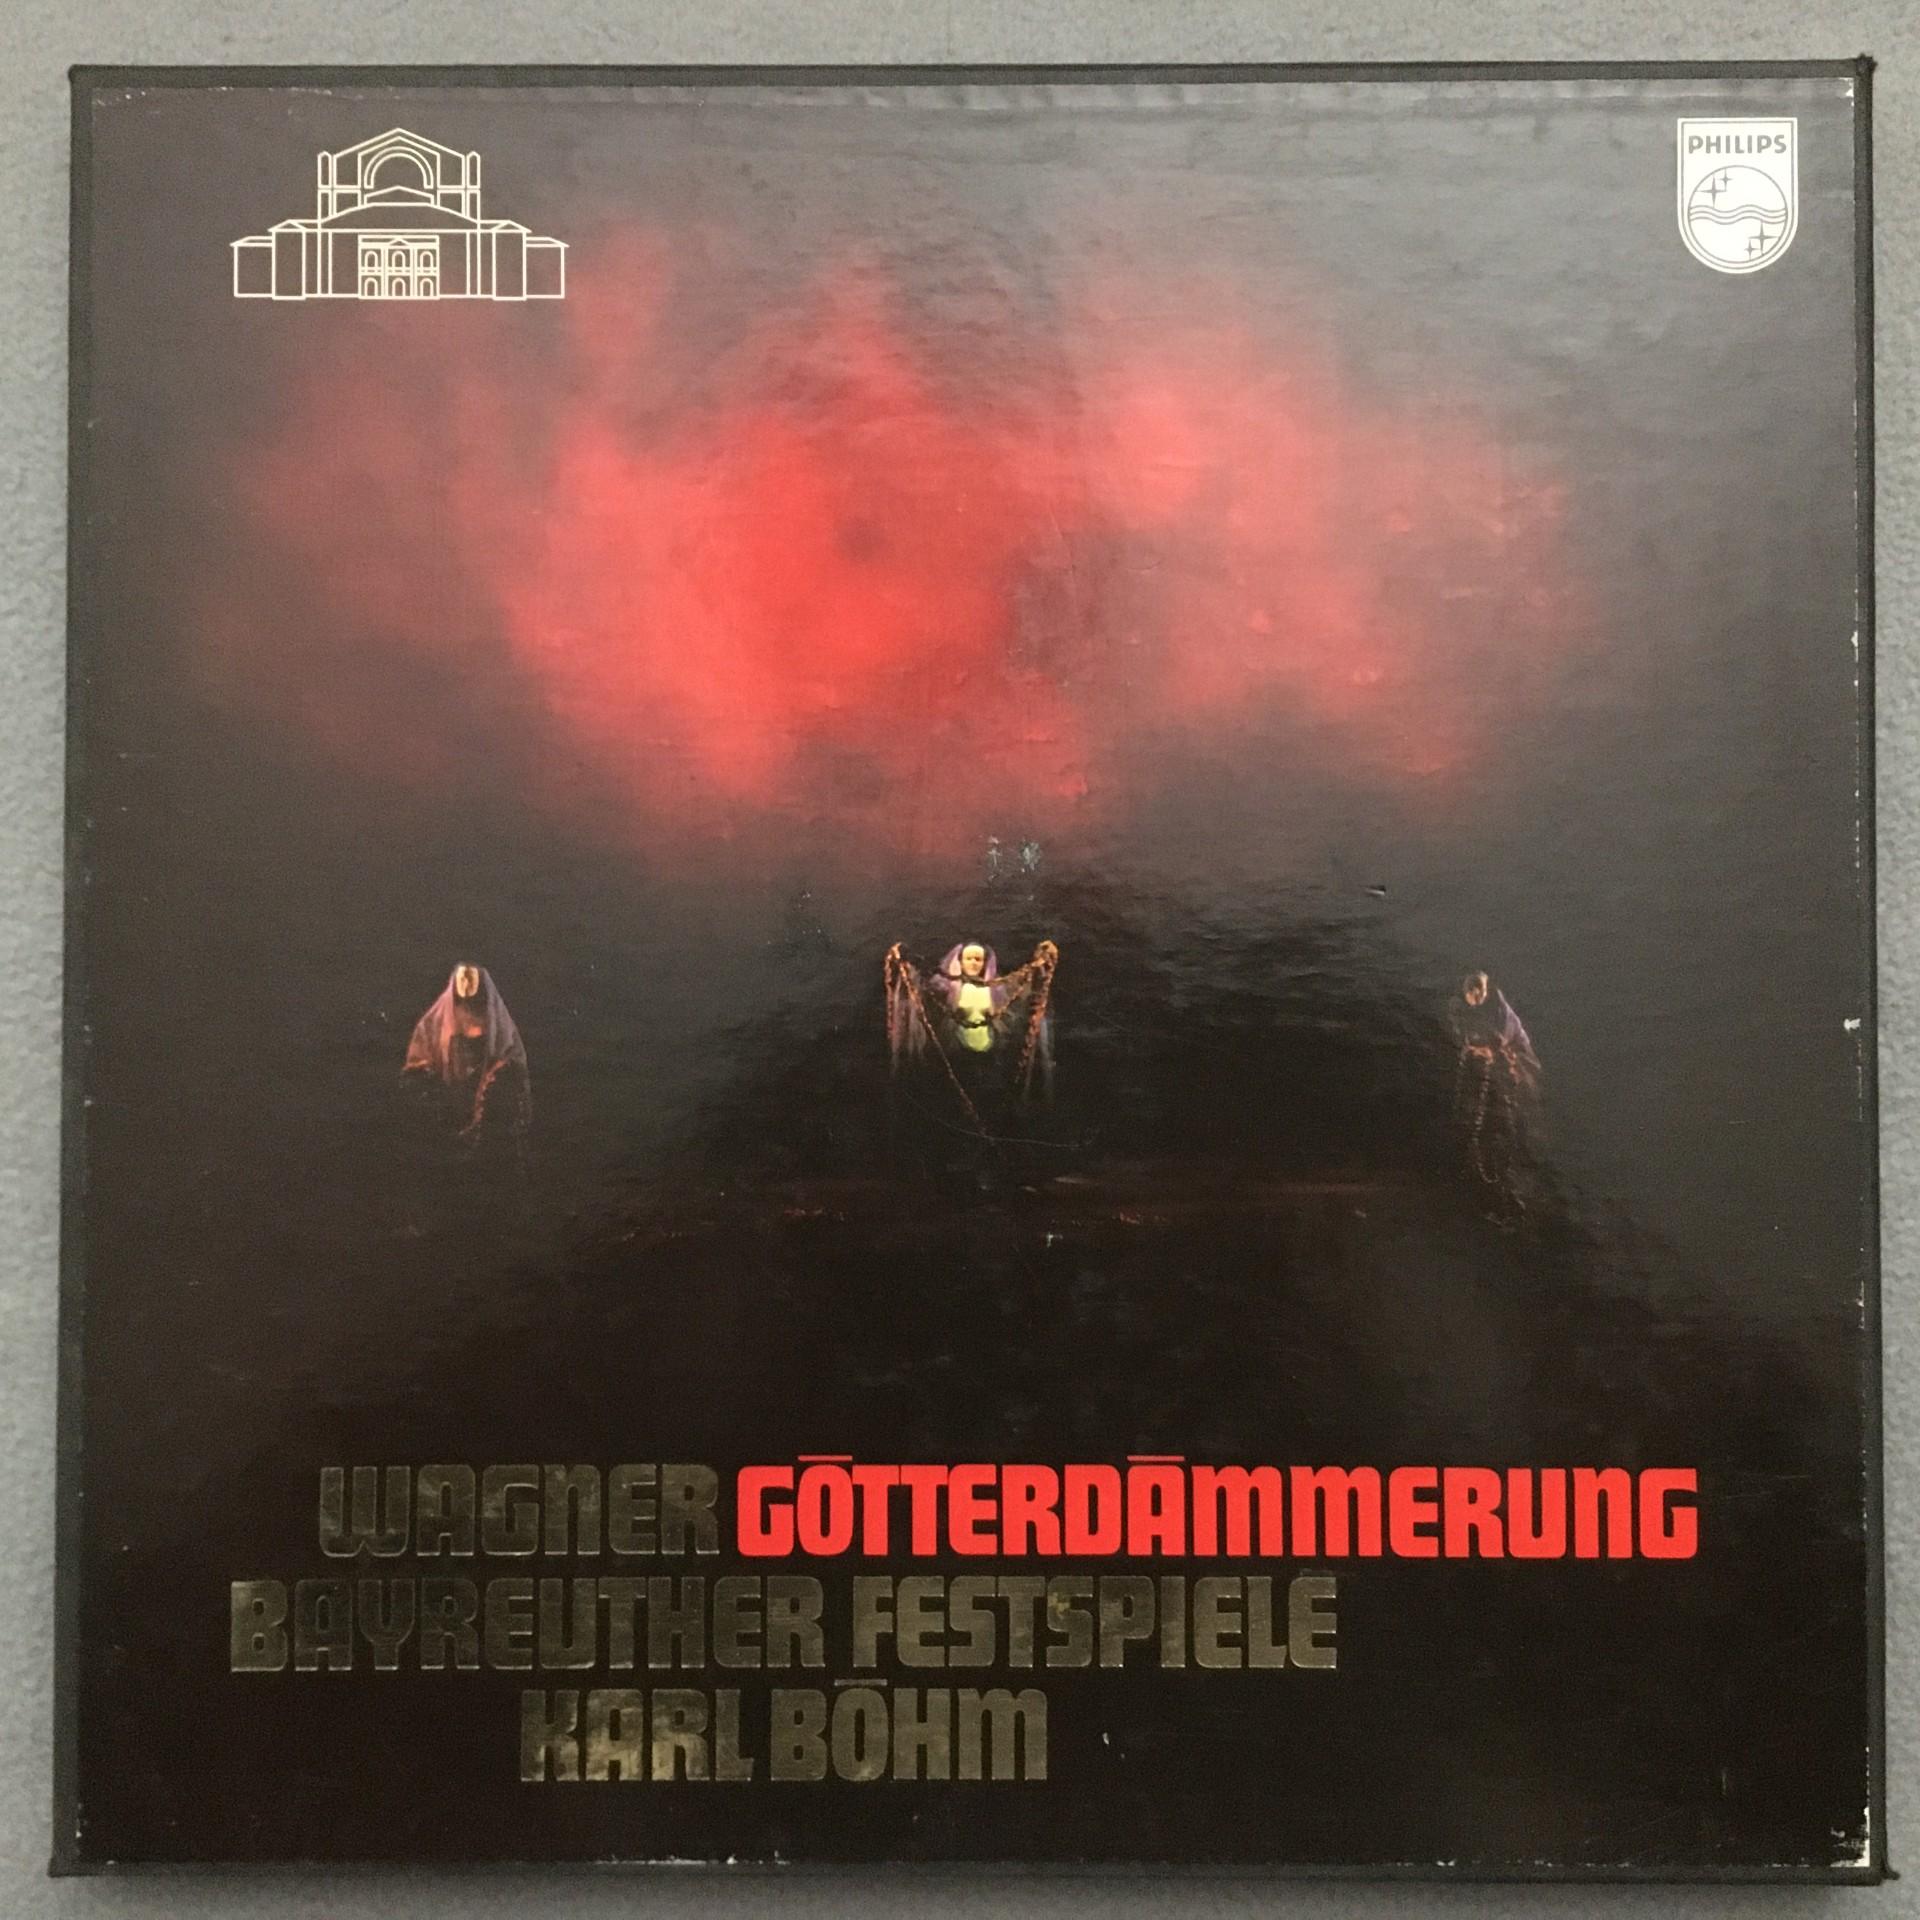 PHILIPS
WAGNER GÖTTERDÄMMERUNG
BAYREUTHER FESTSPIELE
KARL BÖHM